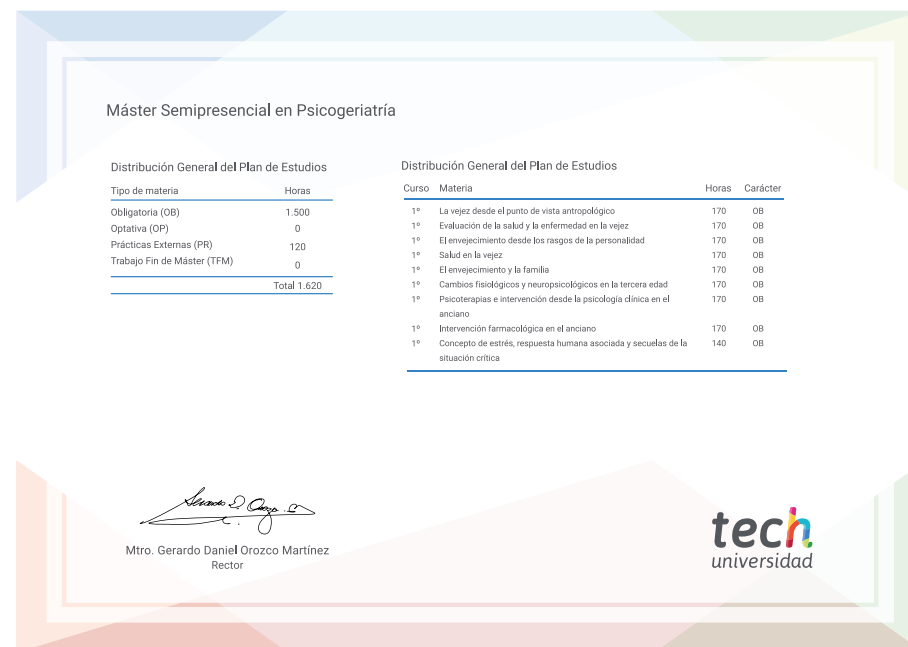 Máster Semipresencial en Psicogeriatría
Distribución General del Plan de Estudios
Tipo de materia Horas
Obligatoria (OB) 1.500
Optativa (OP) 0
Prácticas Externas (PR) 120
Trabajo Fin de Máster (TFM) 0
Total 1.620
Distribución General del Plan de Estudios
Curso Materia Horas Carácter
1º La vejez desde el punto de vista antropológico 170 OB
1º Evaluación de la salud y la enfermedad en la vejez 170 OB
1º El envejecimiento desde los rasgos de la personalidad 170 OB
1º Salud en la vejez 170 OB
1º El envejecimiento y la familia 170 OB
1º Cambios fisiológicos y neuropsicológicos en la tercera edad 170 OB
1º Psicoterapias e intervención desde la psicología clínica en el 170 OB
anciano
1º Intervención farmacológica en el anciano 170 OB
1º Concepto de estrés, respuesta humana asociada y secuelas de la 140 OB
situación crítica
Mtro. Gerardo Daniel Orozco Martínez
Rector
tech
universidad